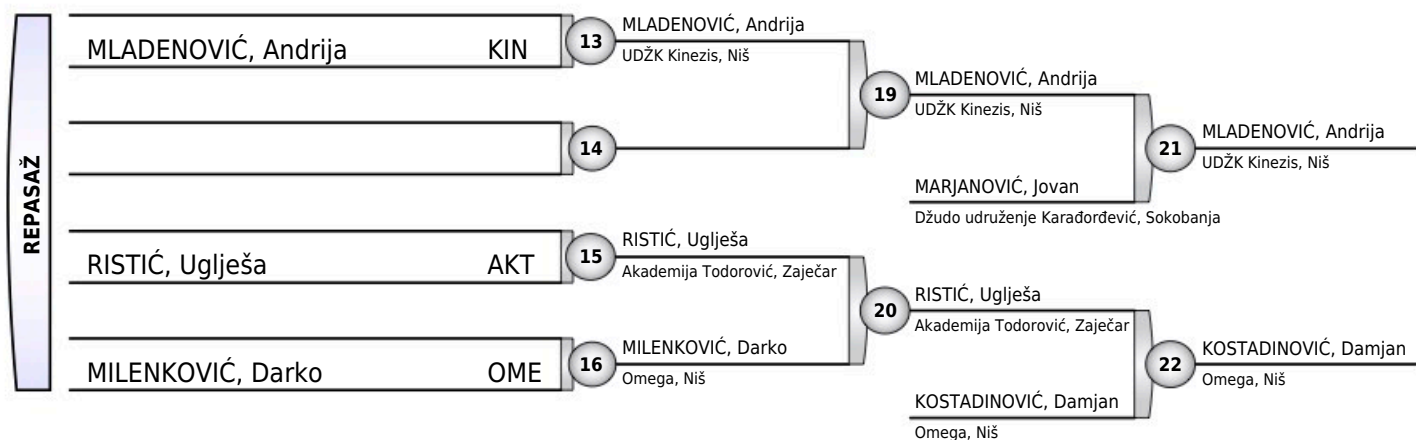 REPASAŽ
MLADENOVIĆ, Andrija KIN
13
MLADENOVIĆ, Andrija
UDŽK Kinezis, Niš
14
19
MLADENOVIĆ, Andrija
UDŽK Kinezis, Niš
MARJANOVIĆ, Jovan
Džudo udruženje Karađorđević, Sokobanja
21
MLADENOVIĆ, Andrija
UDŽK Kinezis, Niš
RISTIĆ, Uglješa AKT
15
RISTIĆ, Uglješa
Akademija Todorović, Zaječar
MILENKOVIĆ, Darko OME
16
MILENKOVIĆ, Darko
Omega, Niš
20
RISTIĆ, Uglješa
Akademija Todorović, Zaječar
KOSTADINOVIĆ, Damjan
Omega, Niš
22
KOSTADINOVIĆ, Damjan
Omega, Niš